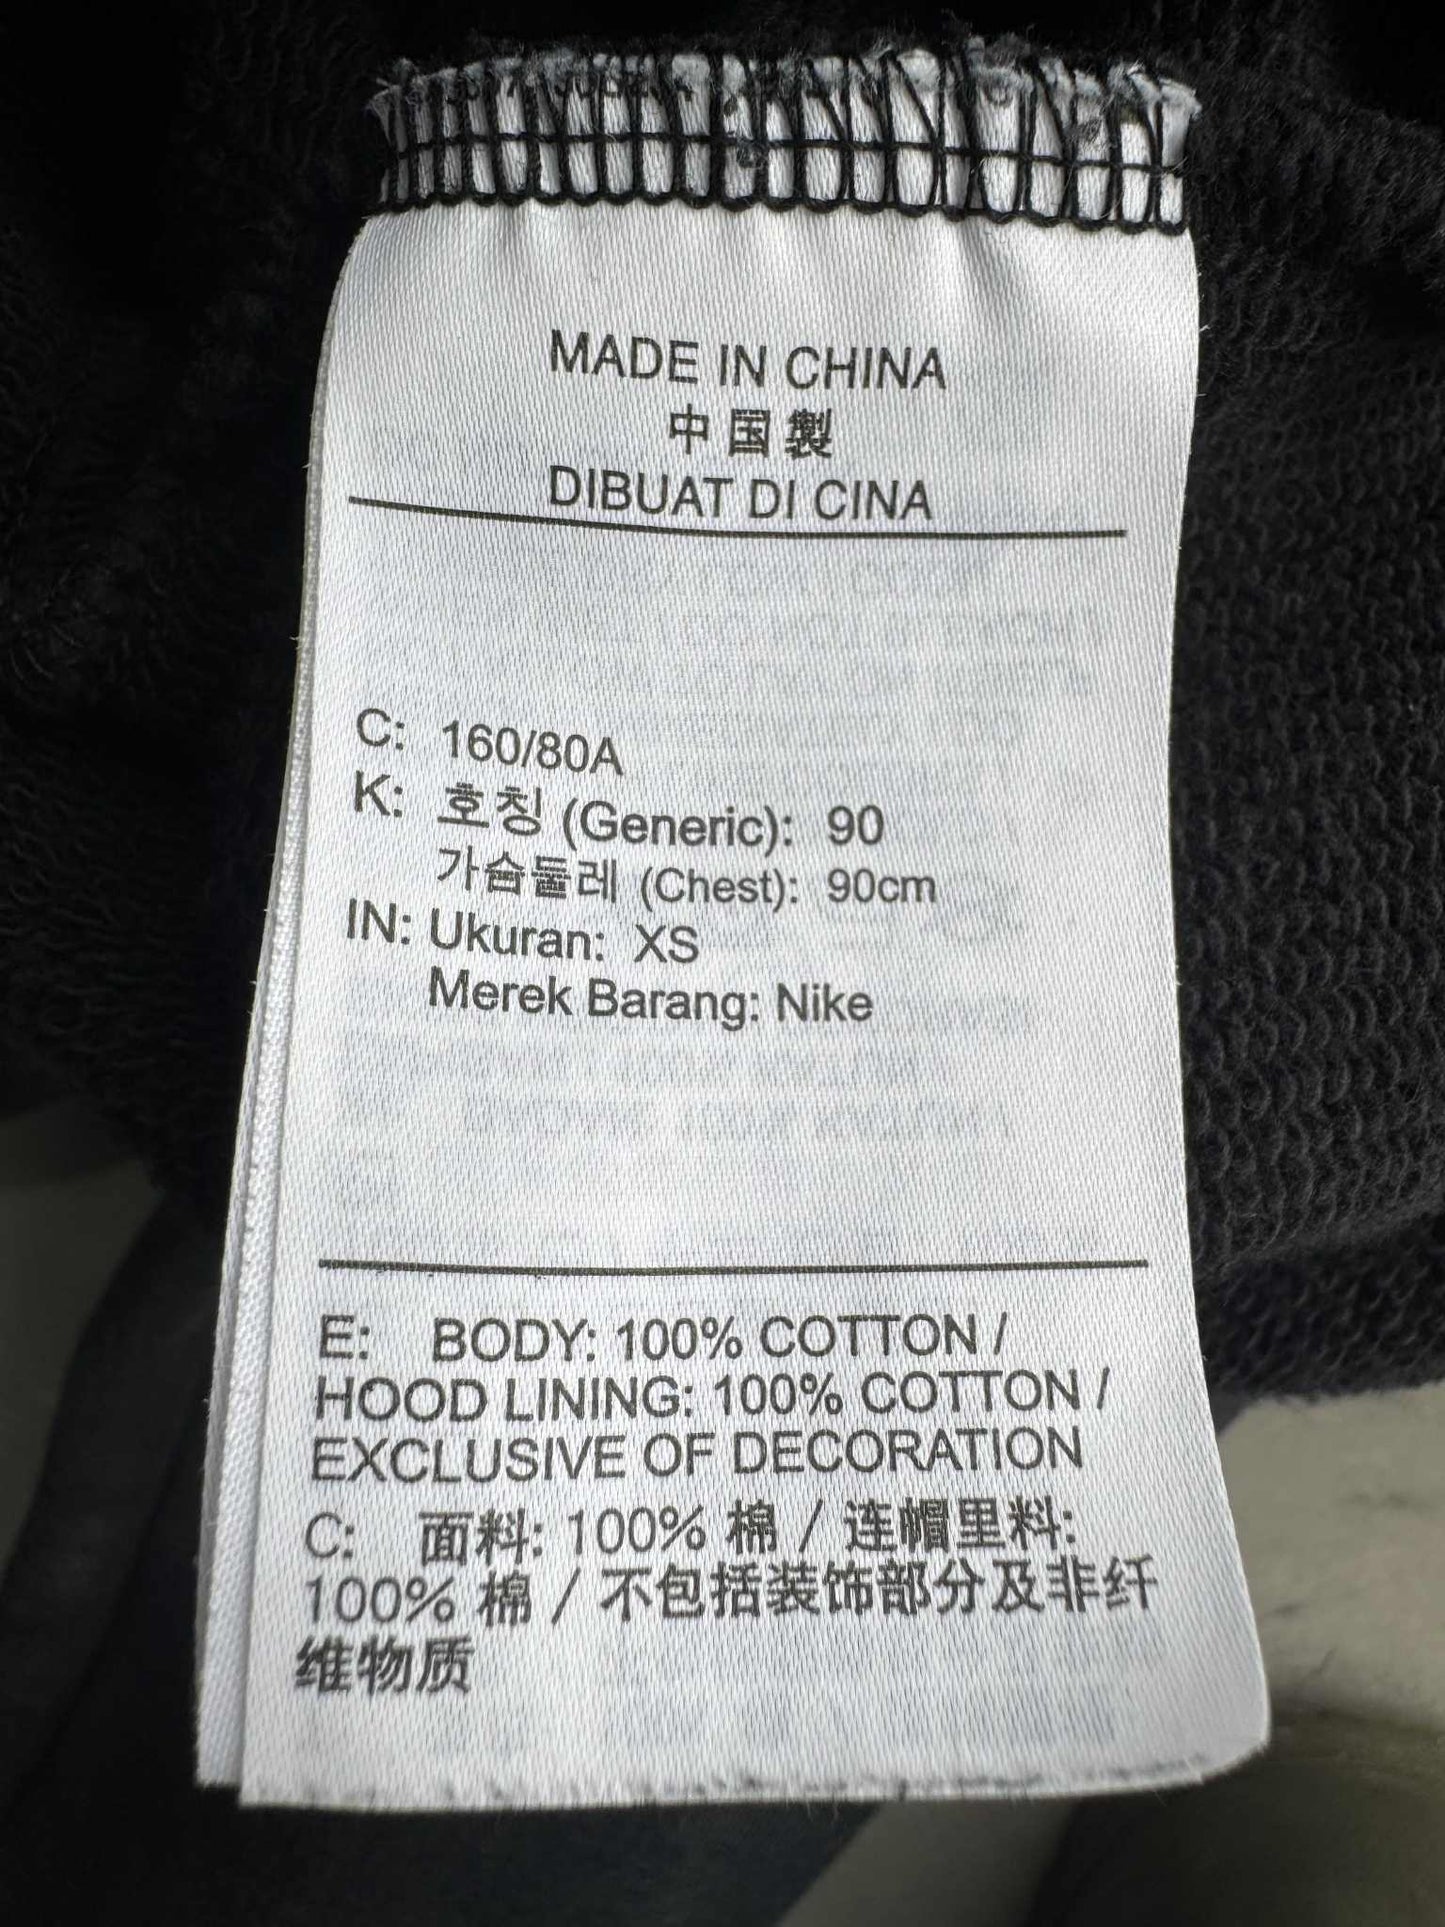 MADE IN CHINA
中国製
DIBUAT DI CINA
C: 160/80A
K: 호칭 (Generic): 90
가슴둘레 (Chest): 90cm
IN: Ukuran: XS
Merek Barang: Nike
E: BODY: 100% COTTON /
HOOD LINING: 100% COTTON /
EXCLUSIVE OF DECORATION
C: 面料: 100% 棉 / 连帽里料:
100% 棉 / 不包括装饰部分及非纤
维物质